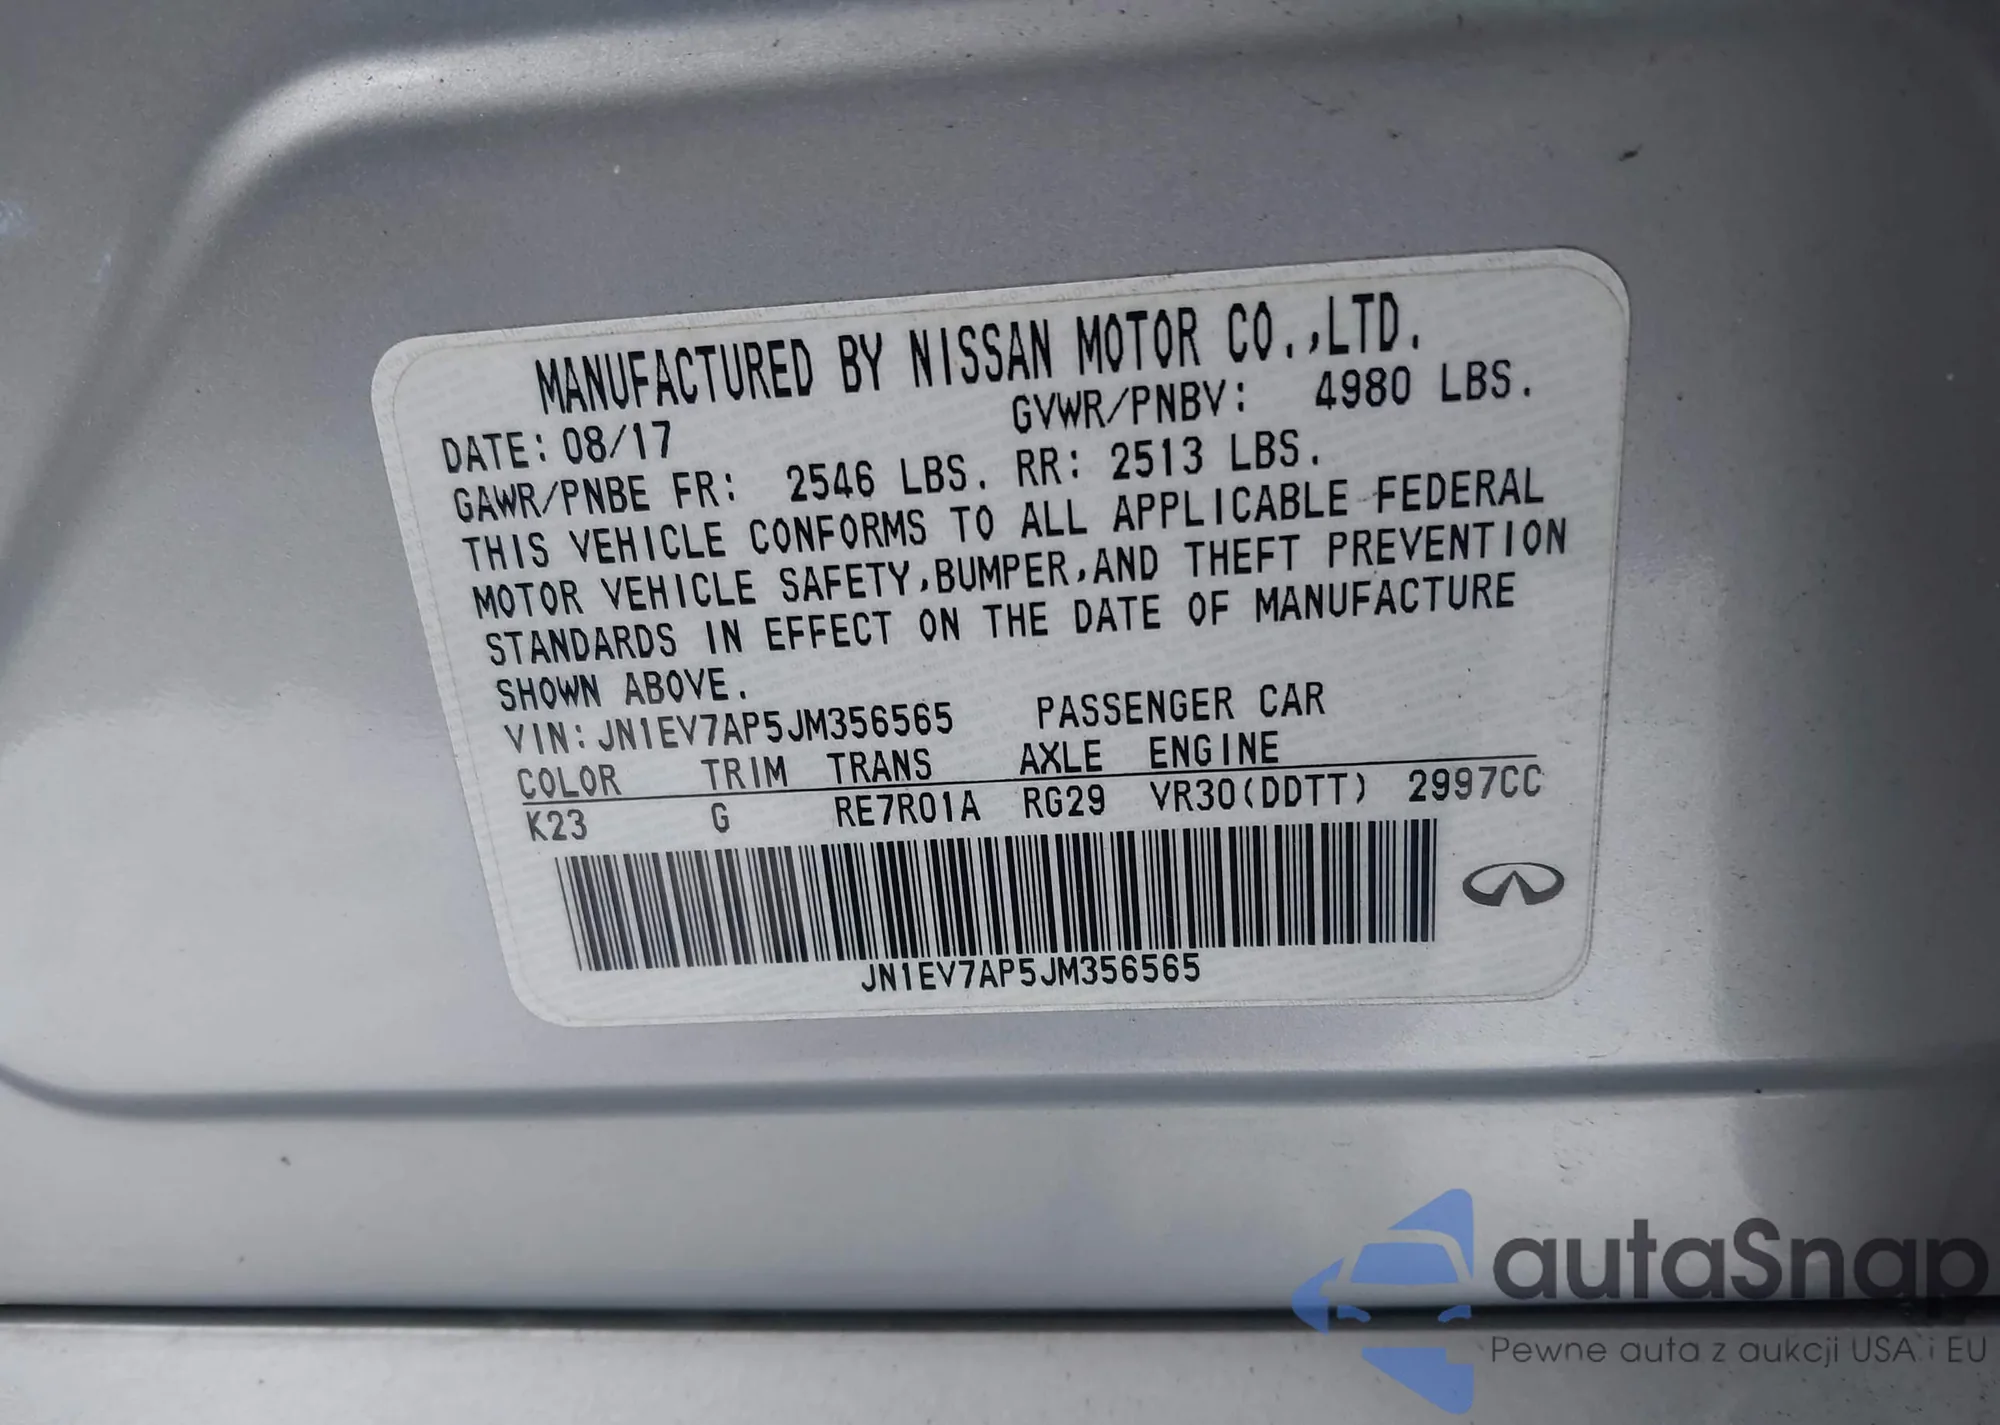 MANUFACTURED BY NISSAN MOTOR CO.,LTD.
DATE: 08/17 GVWR/PNBV: 4980 LBS.
GAWR/PNBE FR: 2546 LBS. RR: 2513 LBS.
THIS VEHICLE CONFORMS TO ALL APPLICABLE FEDERAL
MOTOR VEHICLE SAFETY,BUMPER,AND THEFT PREVENTION
STANDARDS IN EFFECT ON THE DATE OF MANUFACTURE
SHOWN ABOVE.
VIN: JN1EV7AP5JM356565 PASSENGER CAR
COLOR TRIM TRANS AXLE ENGINE
K23 G RE7R01A RG29 VR30(DDTT) 2997CC
JN1EV7AP5JM356565
autaSnap
Pewne auta z aukcji USA i EU